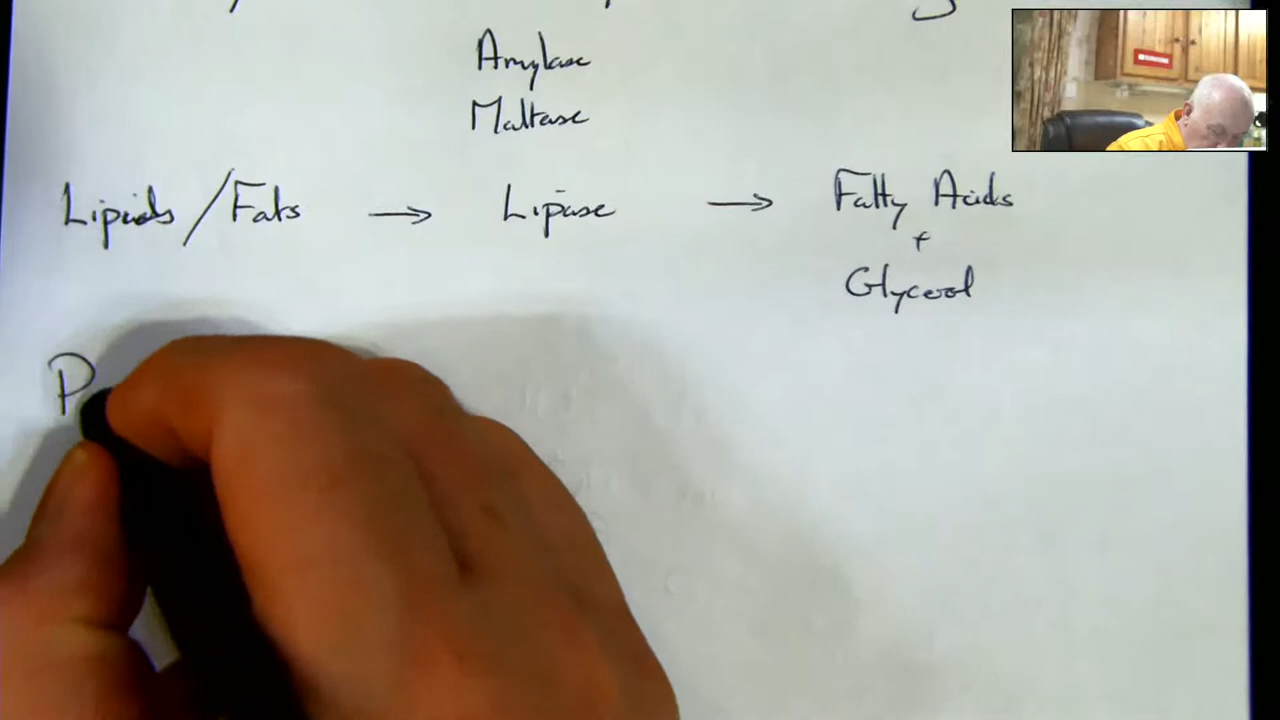 Amylase
Maltase
Lipids / Fats → Lipase → Fatty Acids
+
Glycerol
P